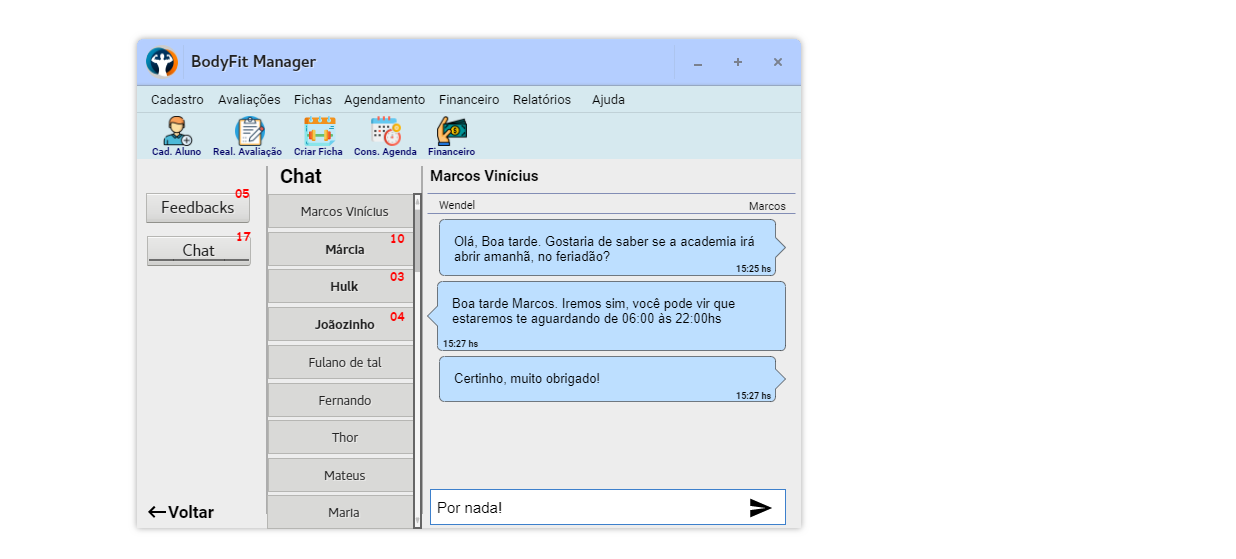 BodyFit Manager
Cadastro Avaliações Fichas Agendamento Financeiro Relatórios Ajuda
Cad. Aluno Real. Avaliação Criar Ficha Cons. Agenda Financeiro
05
Feedbacks
17
Chat
Voltar
Chat
Marcos Vinícius
Márcia 10
Hulk 03
Joãozinho 04
Fulano de tal
Fernando
Thor
Mateus
Maria
Marcos Vinícius
Wendel Marcos
Olá, Boa tarde. Gostaria de saber se a academia irá
abrir amanhã, no feriadão?
15:25 hs
Boa tarde Marcos. Iremos sim, você pode vir que
estaremos te aguardando de 06:00 às 22:00hs
15:27 hs
Certinho, muito obrigado!
15:27 hs
Por nada!